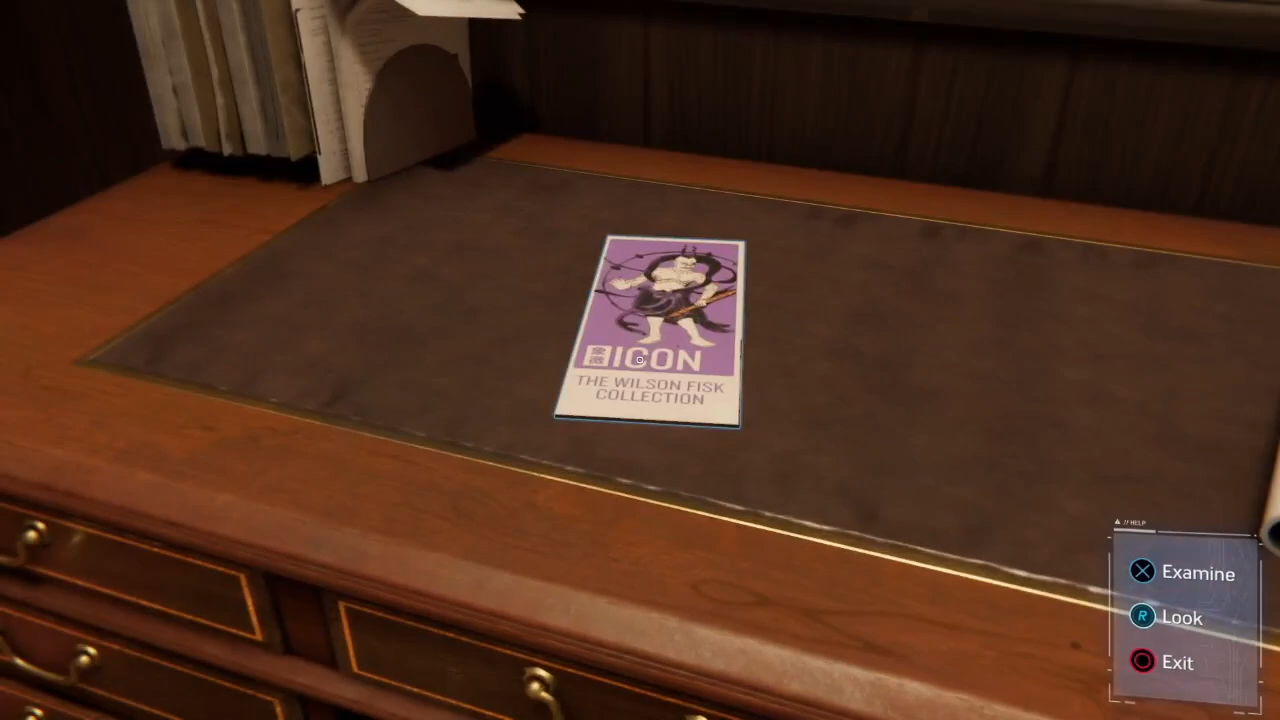 ICON
THE WILSON FISK
COLLECTION
// HELP
Examine
R Look
Exit